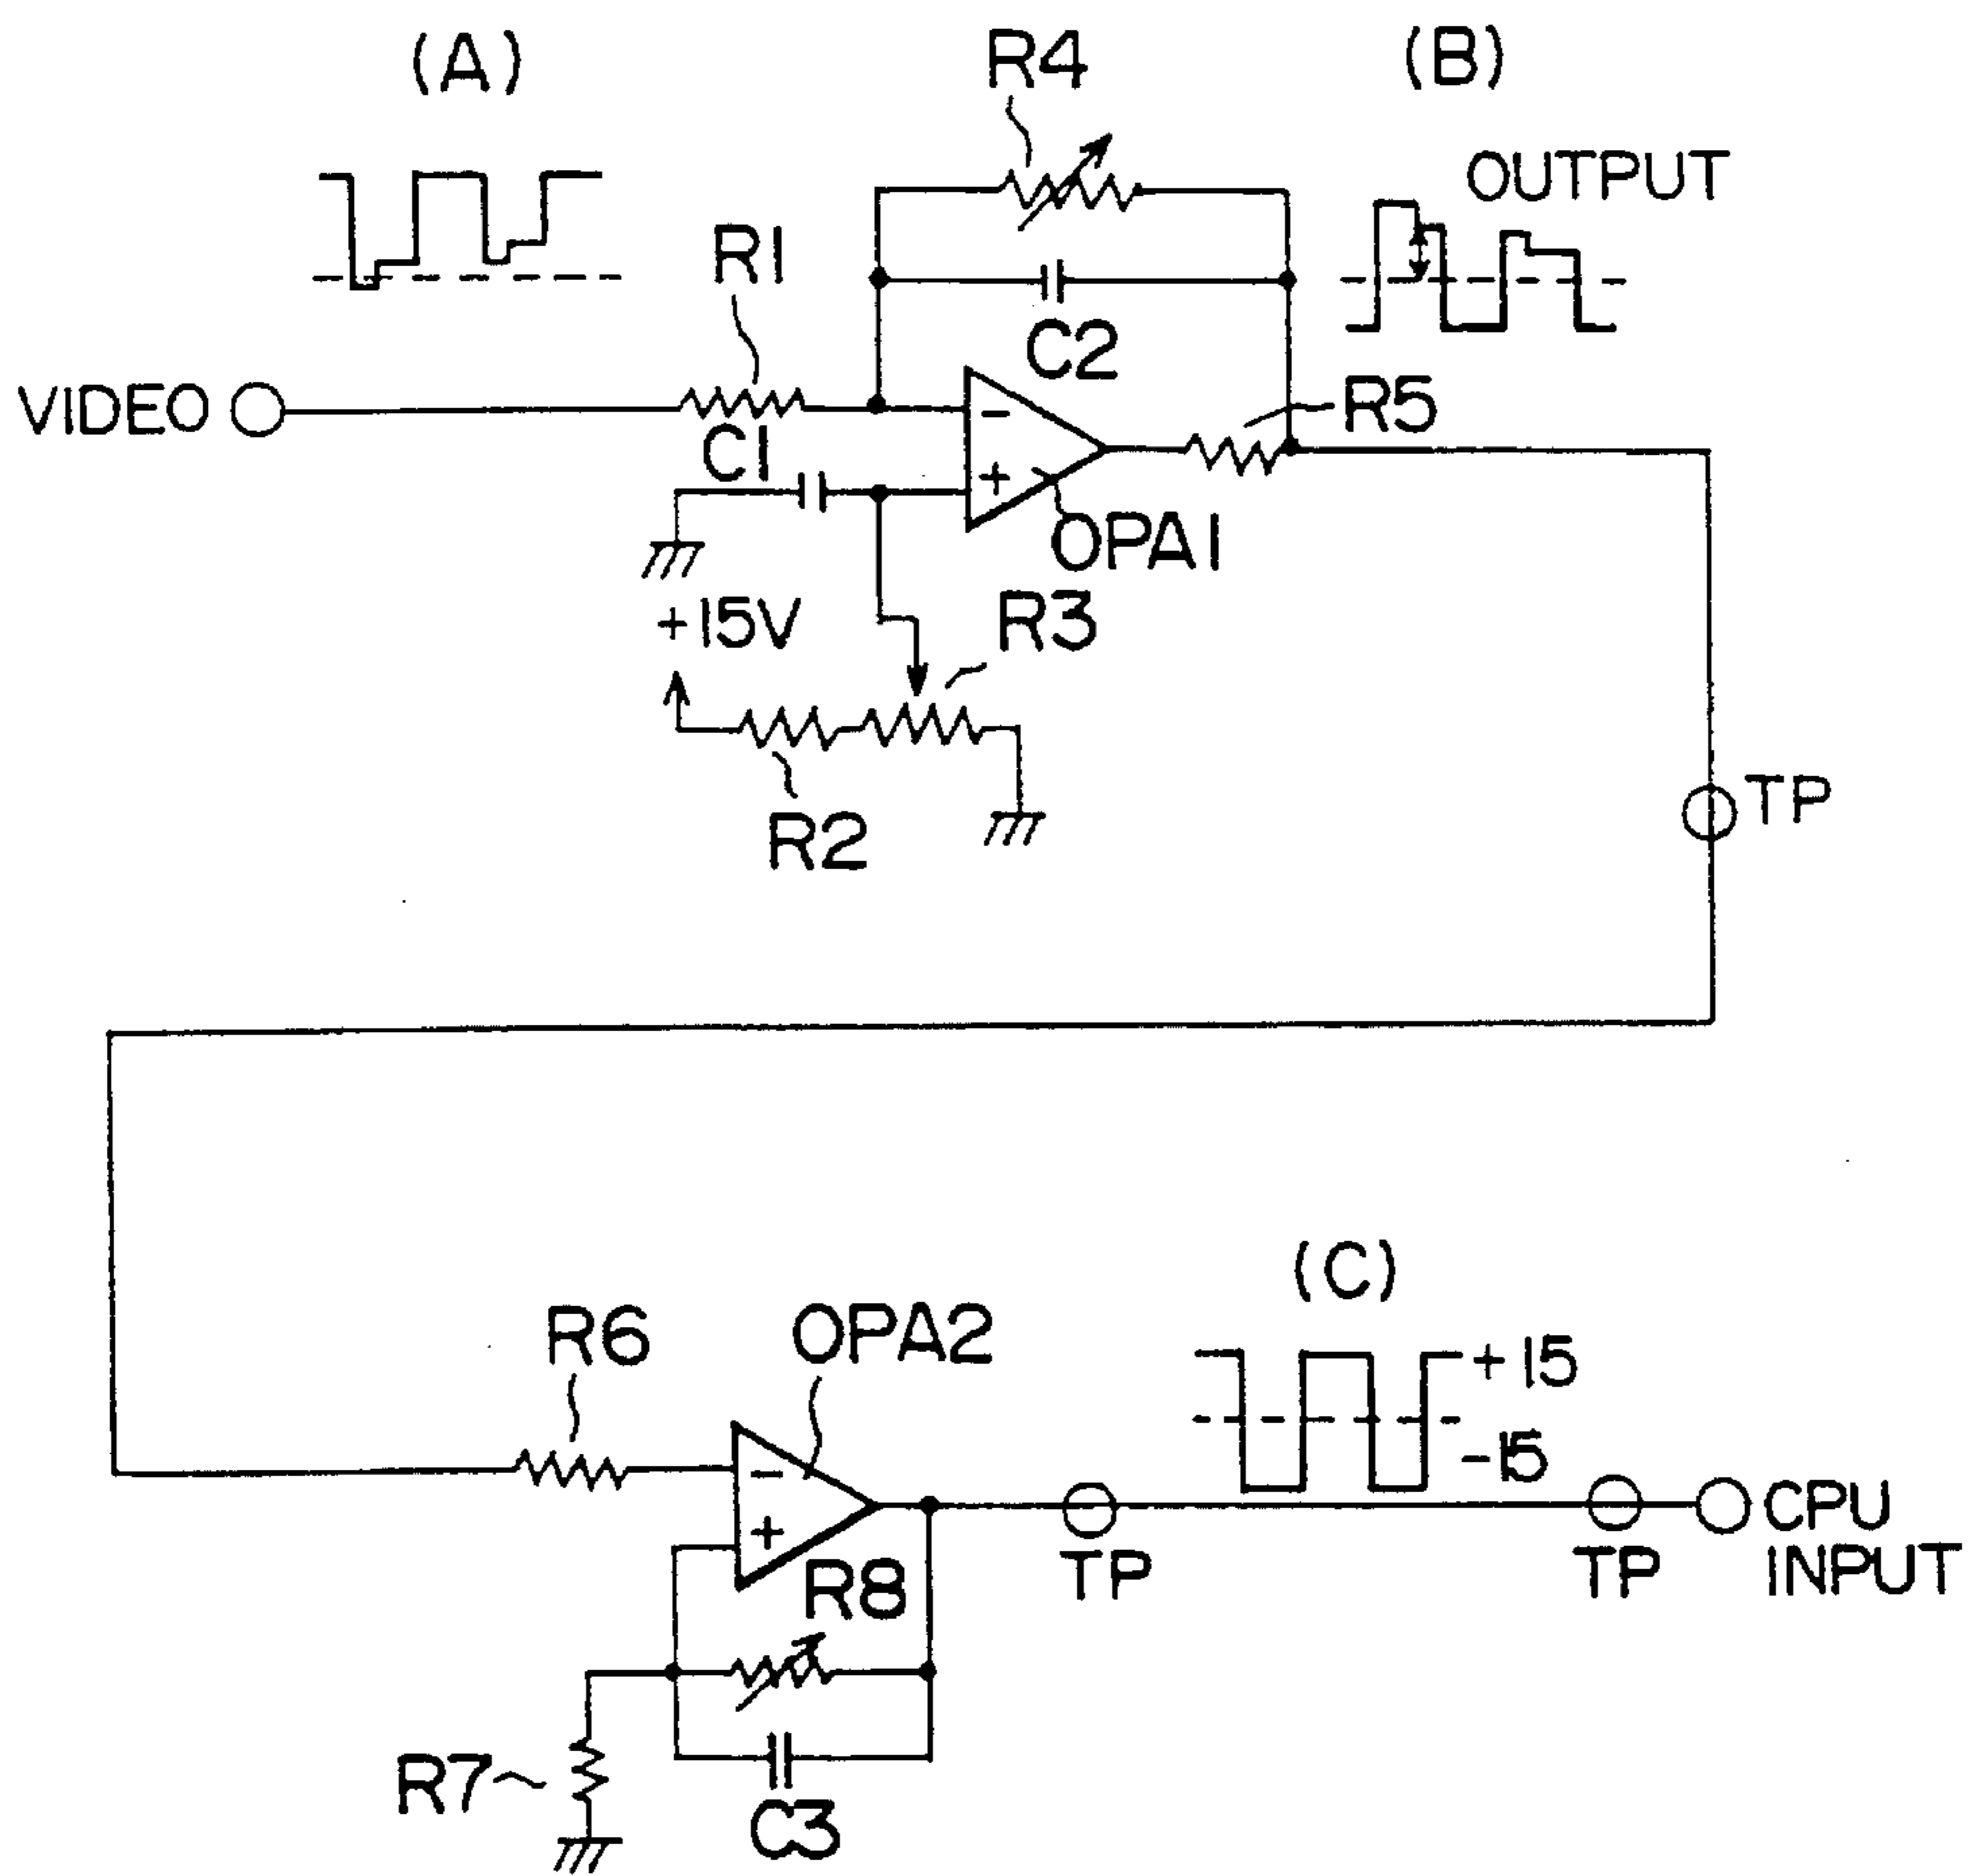 (A)
R4
(B)
OUTPUT
R1
C2
VIDEO
R5
C1
−
+
OPA1
+15V
R3
R2
TP
(C)
R6
OPA2
+15
−15
−
+
CPU
INPUT
TP
TP
R8
R7
C3